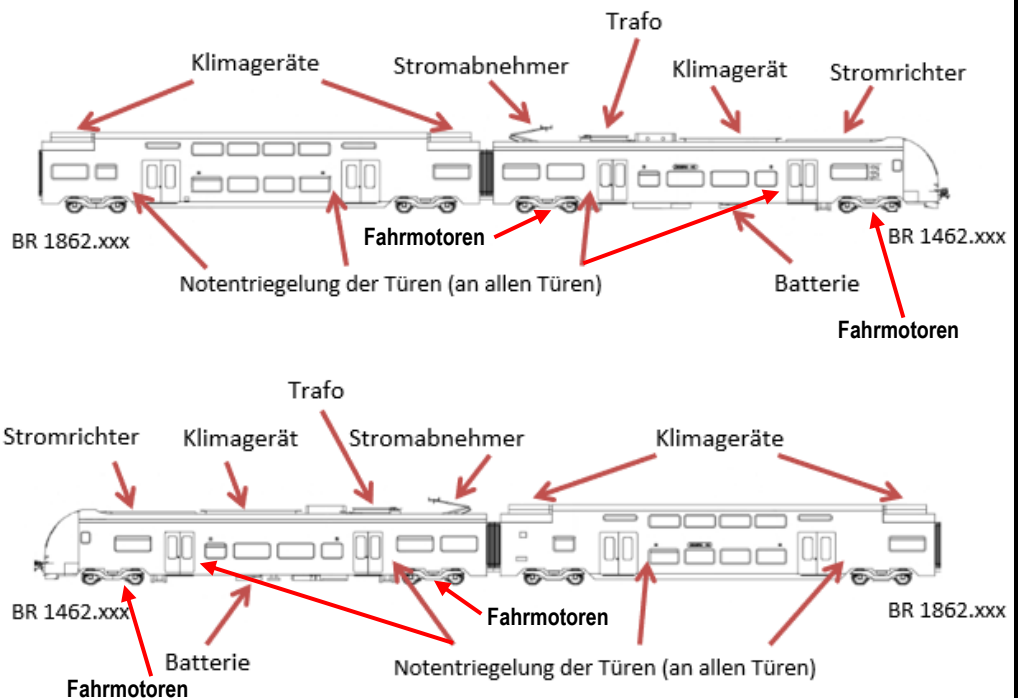 Trafo
Klimageräte
Stromabnehmer
Klimagerät
Stromrichter
BR 1862.xxx
Fahrmotoren
BR 1462.xxx
Notentriegelung der Türen (an allen Türen)
Batterie
Fahrmotoren
Trafo
Stromrichter
Klimagerät
Stromabnehmer
Klimageräte
BR 1462.xxx
Fahrmotoren
BR 1862.xxx
Batterie
Notentriegelung der Türen (an allen Türen)
Fahrmotoren